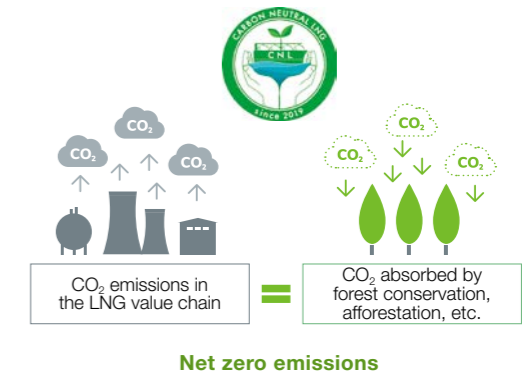 CARBON NEUTRAL LNG
CNL
since 2019
CO₂
CO₂
CO₂
CO₂
CO₂
CO₂
CO₂ emissions in
the LNG value chain
=
CO₂ absorbed by
forest conservation,
afforestation, etc.
Net zero emissions